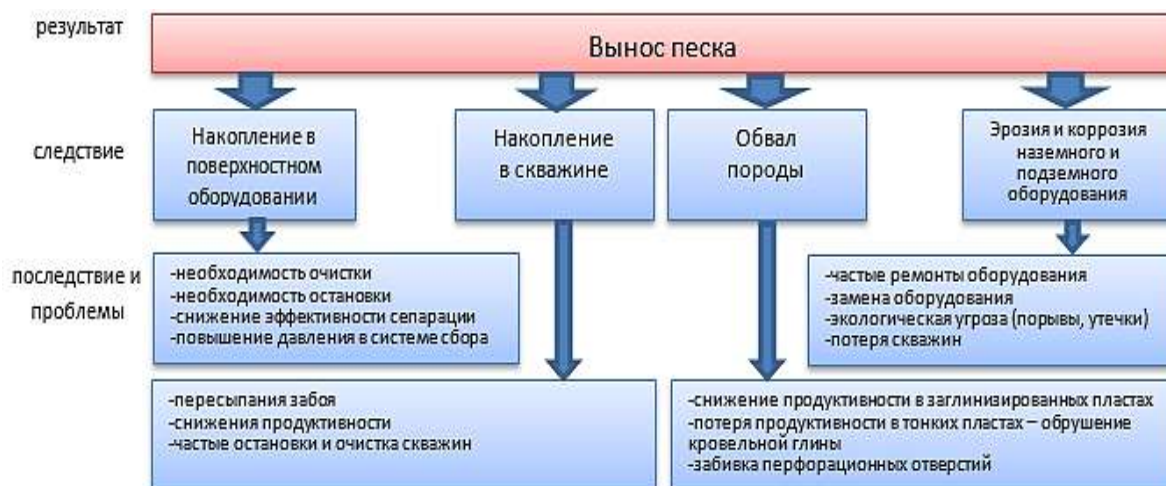 результат
Вынос песка
следствие
Накопление в
поверхностном
оборудовании
Накопление
в скважине
Обвал
породы
Эрозия и коррозия
наземного и
подземного
оборудования
последствие и
проблемы
-необходимость очистки
-необходимость остановки
-снижение эффективности сепарации
-повышение давления в системе сбора
-частые ремонты оборудования
-замена оборудования
-экологическая угроза (порывы, утечки)
-потеря скважин
-пересыпания забоя
-снижения продуктивности
-частые остановки и очистка скважин
-снижение продуктивности в заглинизированных пластах
-потеря продуктивности в тонких пластах – обрушение
кровельной глины
-забивка перфорационных отверстий